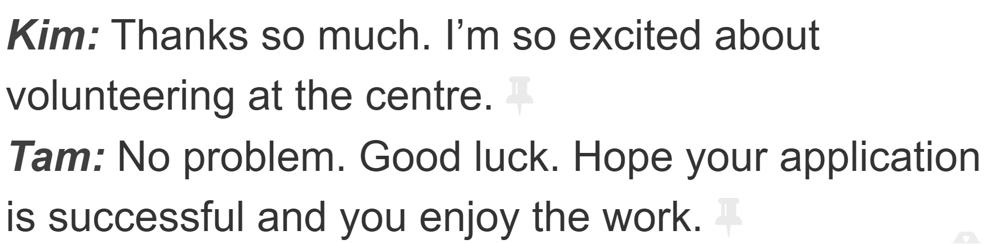 Kim: Thanks so much. I’m so excited about
volunteering at the centre.
Tam: No problem. Good luck. Hope your application
is successful and you enjoy the work.